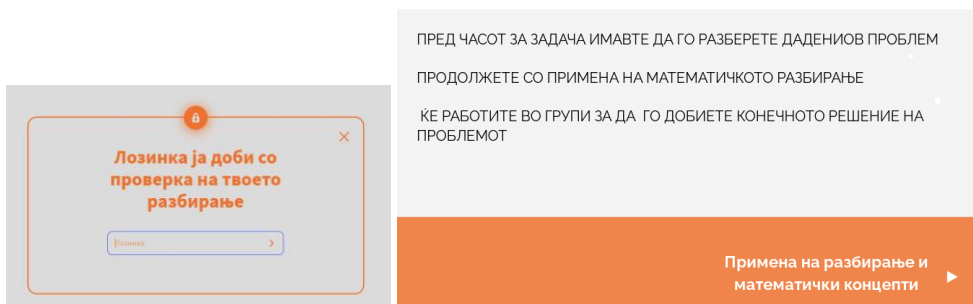 Лозинка ја доби со
проверка на твоето
разбирање
Лозинка
ПРЕД ЧАСОТ ЗА ЗАДАЧА ИМАВТЕ ДА ГО РАЗБЕРЕТЕ ДАДЕНИОВ ПРОБЛЕМ
ПРОДОЛЖЕТЕ СО ПРИМЕНА НА МАТЕМАТИЧКОТО РАЗБИРАЊЕ
ЌЕ РАБОТИТЕ ВО ГРУПИ ЗА ДА ГО ДОБИЕТЕ КОНЕЧНОТО РЕШЕНИЕ НА
ПРОБЛЕМОТ
Примена на разбирање и
математички концепти